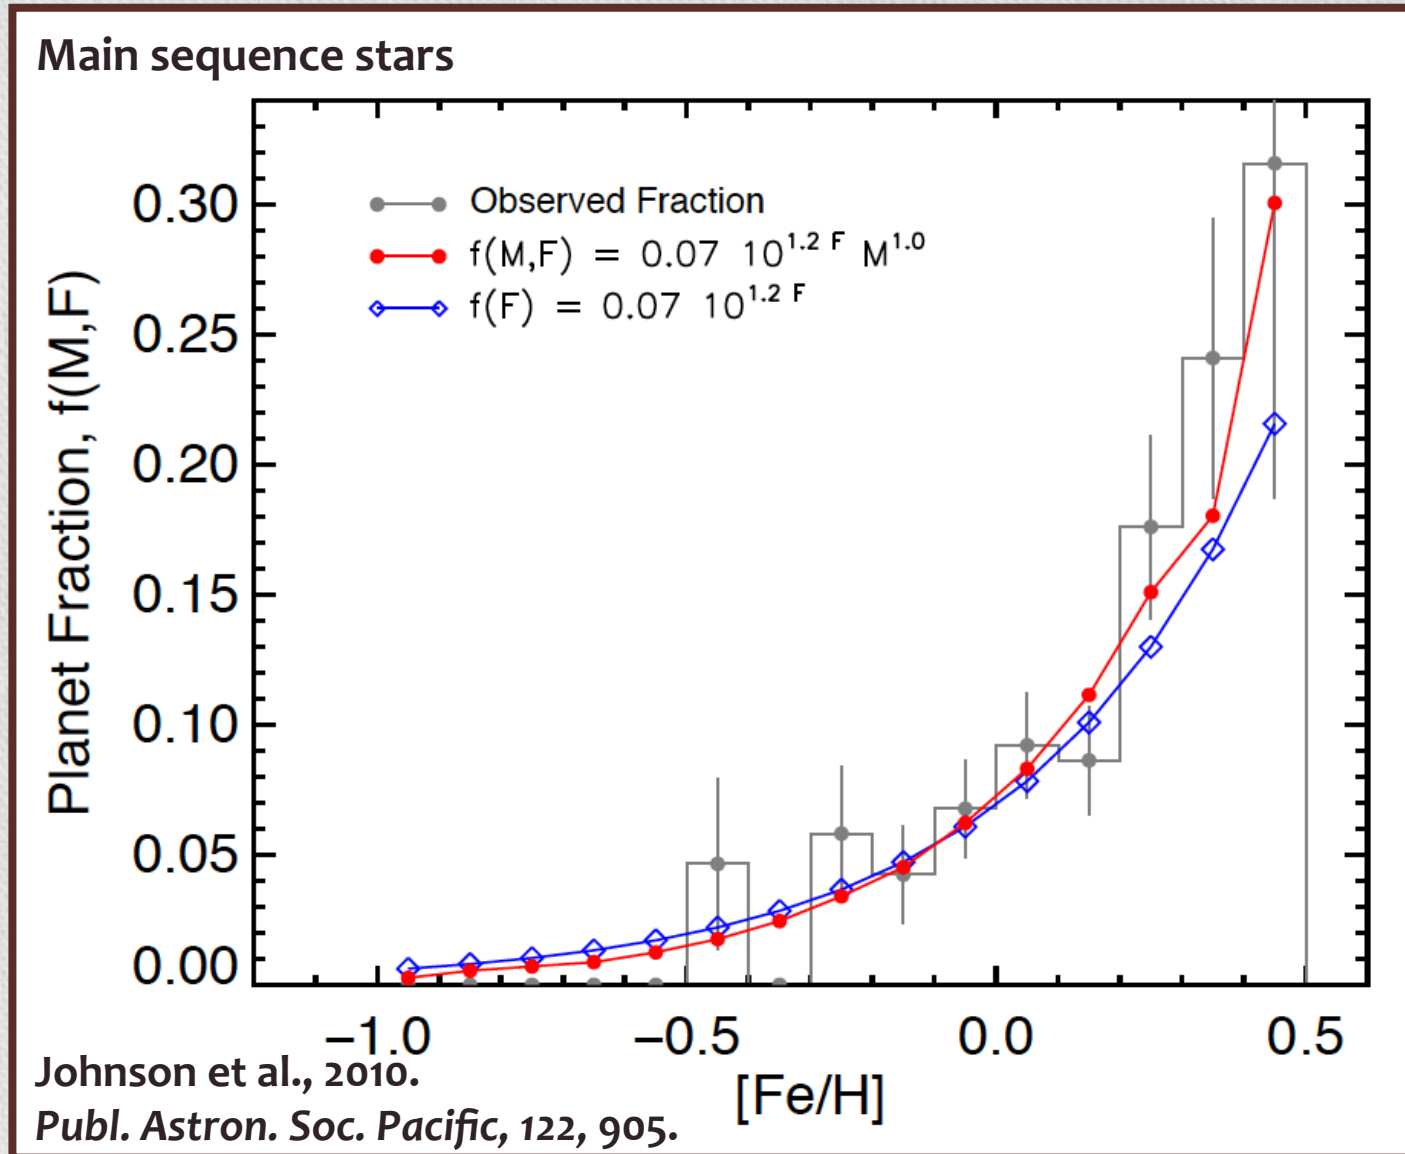 Main sequence stars
Observed Fraction
f(M,F) = 0.07 10^1.2 F M^1.0
f(F) = 0.07 10^1.2 F
Planet Fraction, f(M,F)
0.30
0.25
0.20
0.15
0.10
0.05
0.00
−1.0 −0.5 0.0 0.5
[Fe/H]
Johnson et al., 2010.
Publ. Astron. Soc. Pacific, 122, 905.